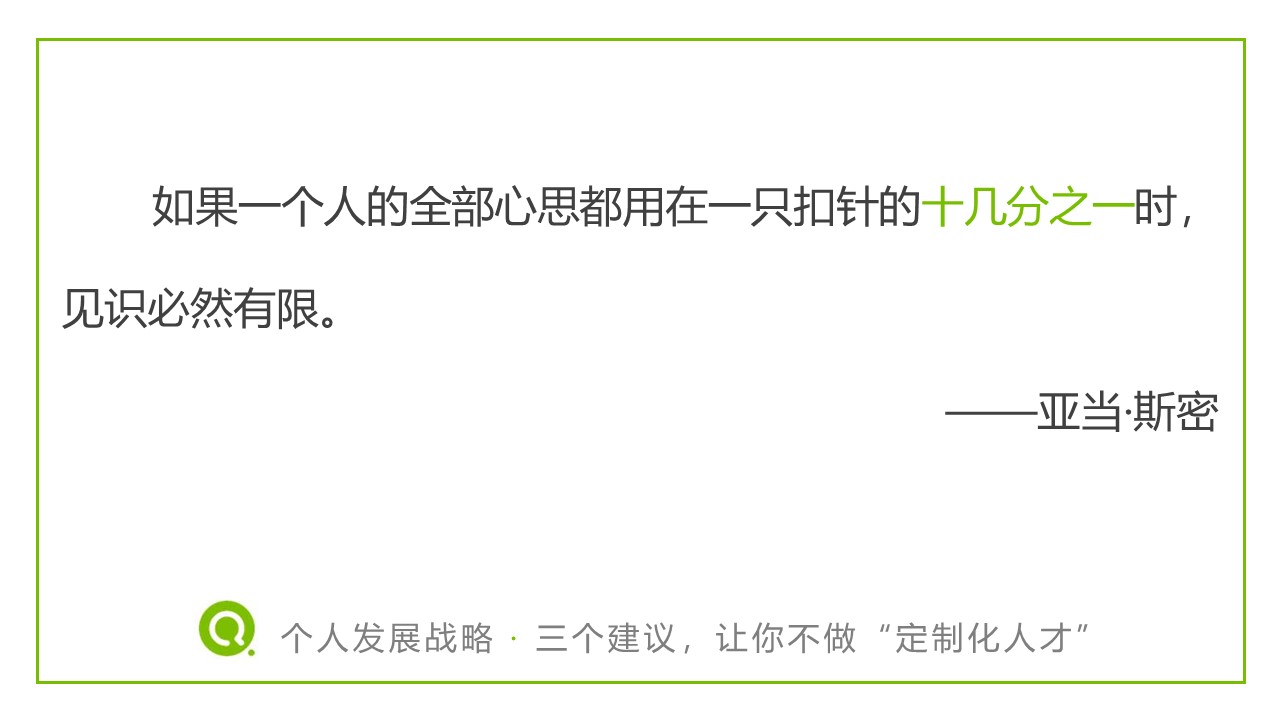 如果一个人的全部心思都用在一只扣针的十几分之一时，
见识必然有限。
——亚当·斯密
个人发展战略 · 三个建议，让你不做“定制化人才”